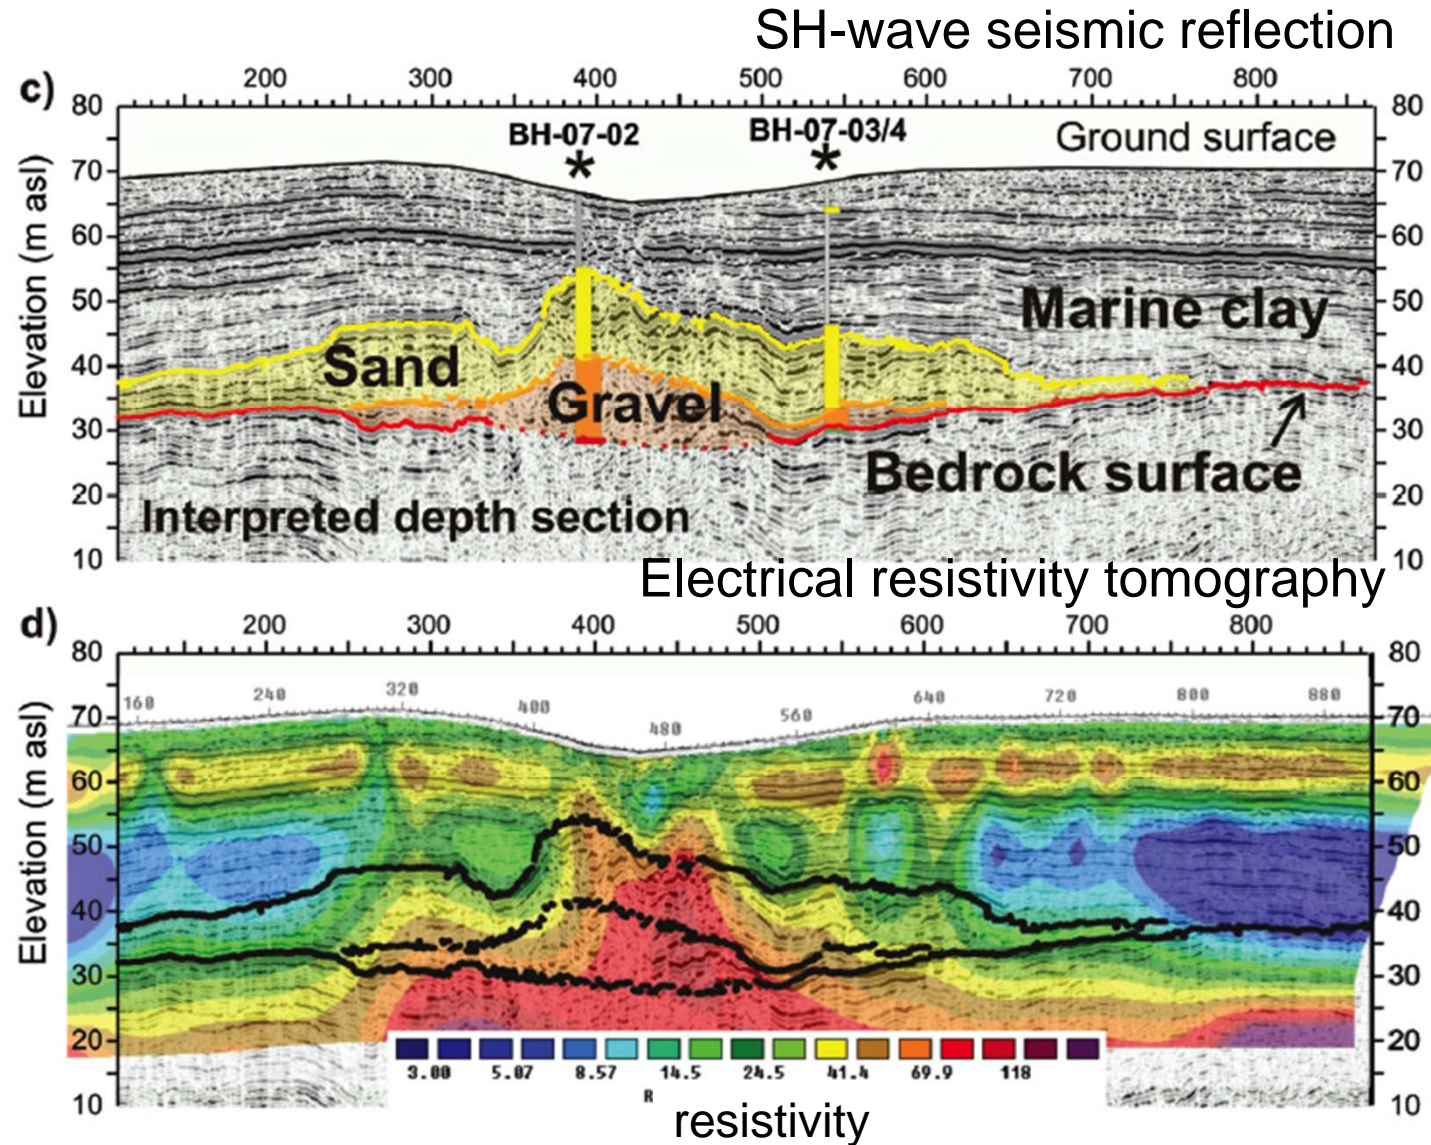 SH-wave seismic reflection
c)
200 300 400 500 600 700 800
80 80
BH-07-02 BH-07-03/4 Ground surface
* *
70 70
60 60
50 Marine clay 50
40 Sand 40
Gravel
30 30
Bedrock surface
20 20
Interpreted depth section
10 10
Elevation (m asl)
Electrical resistivity tomography
d)
200 300 400 500 600 700 800
80 80
160 240 320 400 480 560 640 720 800 880
70 70
60 60
50 50
40 40
30 30
20 20
10 10
Elevation (m asl)
3.00 5.07 8.57 14.5 24.5 41.4 69.9 118
R
resistivity